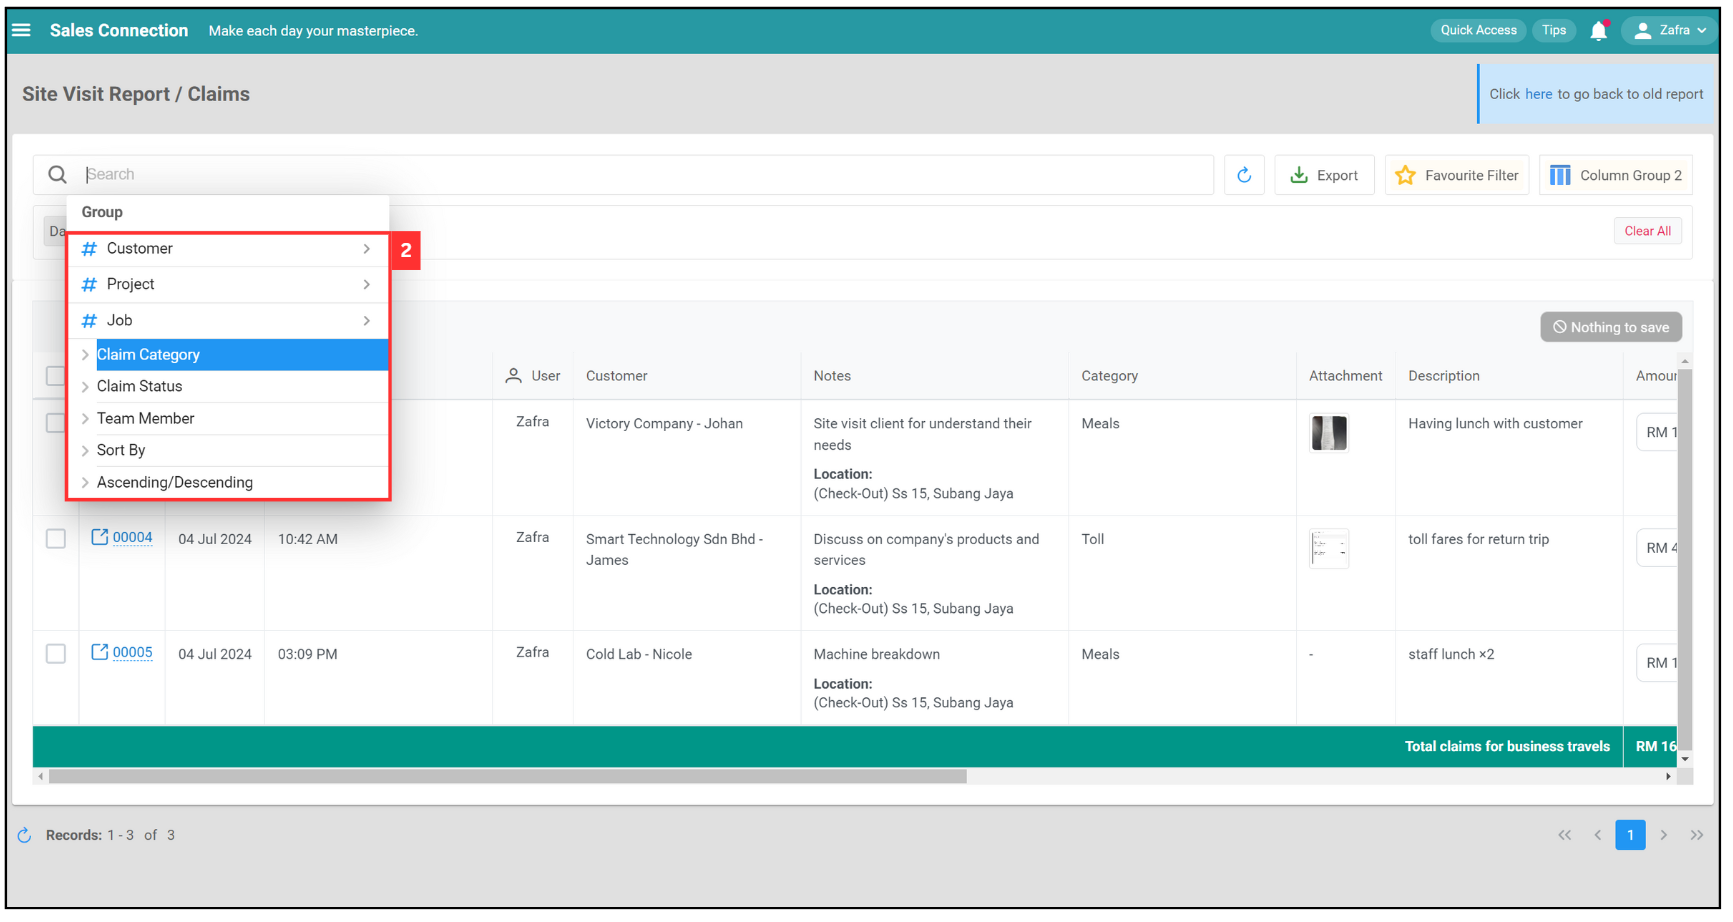 Sales Connection Make each day your masterpiece. Quick Access Tips Zafra
Site Visit Report / Claims
Click here to go back to old report
Search
Export Favourite Filter Column Group 2
Group
Da
Clear All
# Customer
2
# Project
# Job
Nothing to save
Claim Category
Claim Status
Team Member
Sort By
Ascending/Descending
User Customer Notes Category Attachment Description Amoun
Zafra Victory Company - Johan Site visit client for understand their Meals Having lunch with customer RM 1
needs
Location:
(Check-Out) Ss 15, Subang Jaya
00004 04 Jul 2024 10:42 AM Zafra Smart Technology Sdn Bhd - Discuss on company's products and Toll toll fares for return trip RM 4
James services
Location:
(Check-Out) Ss 15, Subang Jaya
00005 04 Jul 2024 03:09 PM Zafra Cold Lab - Nicole Machine breakdown Meals - staff lunch ×2 RM 1
Location:
(Check-Out) Ss 15, Subang Jaya
Total claims for business travels RM 16
Records: 1 - 3 of 3
1